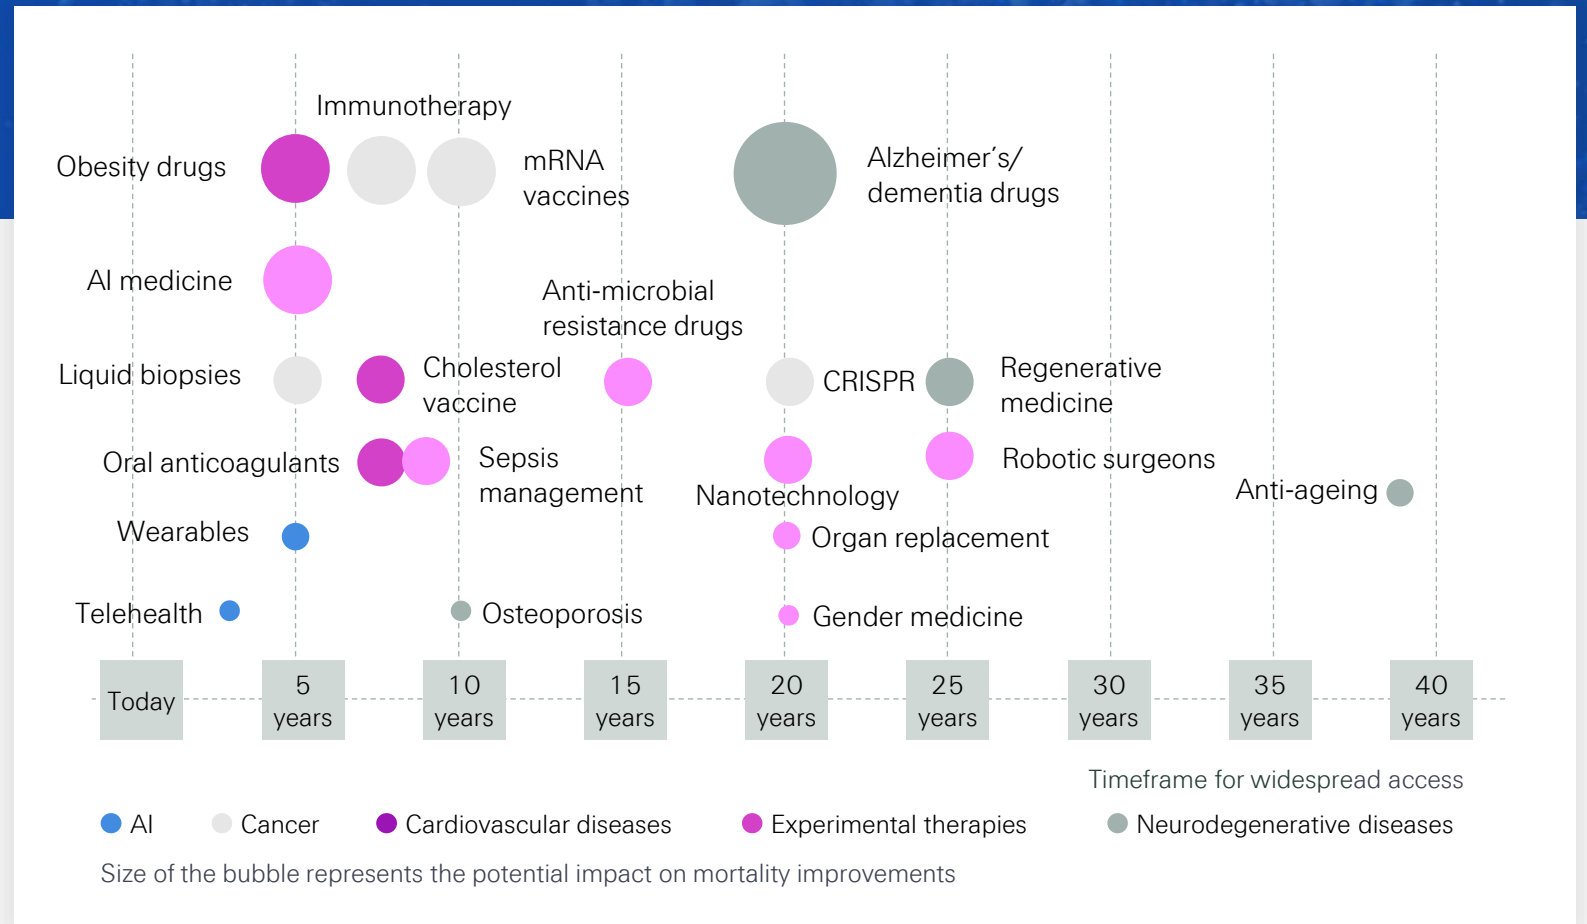 Immunotherapy
Obesity drugs
mRNA
vaccines
Alzheimer´s/
dementia drugs
AI medicine
Anti-microbial
resistance drugs
Liquid biopsies
Cholesterol
vaccine
CRISPR
Regenerative
medicine
Oral anticoagulants
Sepsis
management
Nanotechnology
Robotic surgeons
Anti-ageing
Wearables
Organ replacement
Telehealth
Osteoporosis
Gender medicine
Today
5
years
10
years
15
years
20
years
25
years
30
years
35
years
40
years
Timeframe for widespread access
AI
Cancer
Cardiovascular diseases
Experimental therapies
Neurodegenerative diseases
Size of the bubble represents the potential impact on mortality improvements